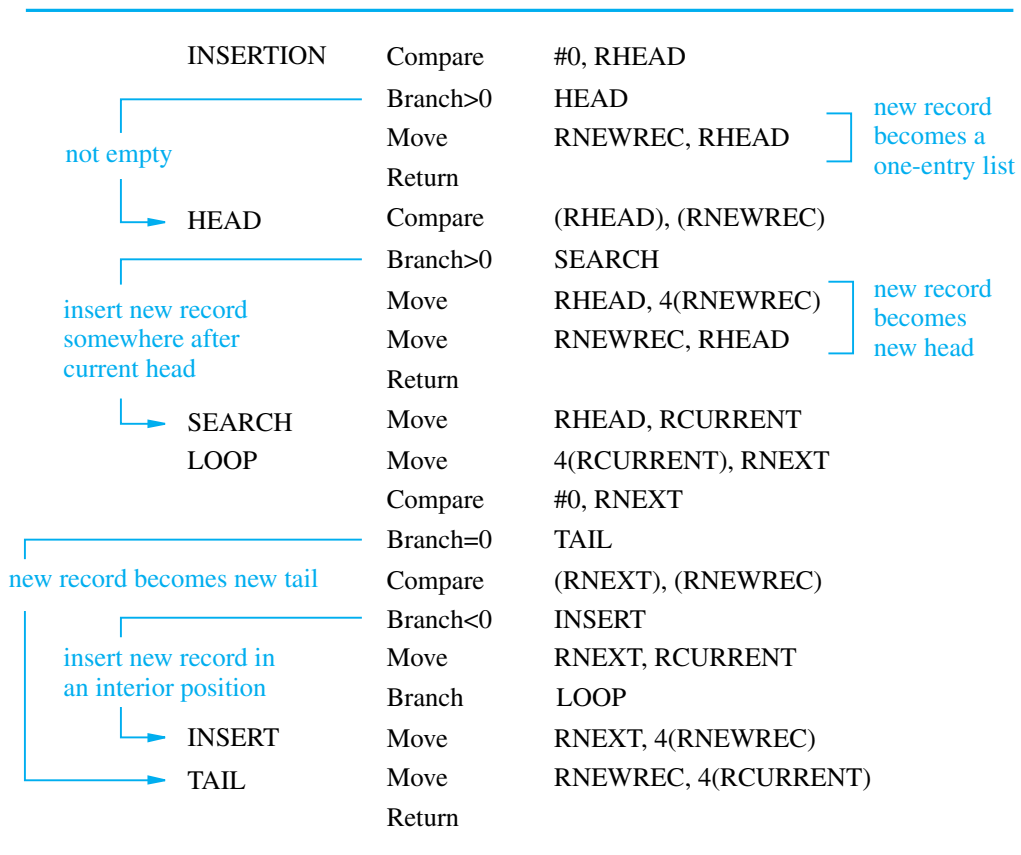 INSERTION Compare #0, RHEAD
Branch>0 HEAD
new record
becomes a
one-entry list
Move RNEWREC, RHEAD
not empty
Return
HEAD Compare (RHEAD), (RNEWREC)
Branch>0 SEARCH
insert new record
somewhere after
current head
Move RHEAD, 4(RNEWREC)
new record
becomes
new head
Move RNEWREC, RHEAD
Return
SEARCH Move RHEAD, RCURRENT
LOOP Move 4(RCURRENT), RNEXT
Compare #0, RNEXT
Branch=0 TAIL
new record becomes new tail
Compare (RNEXT), (RNEWREC)
Branch<0 INSERT
insert new record in
an interior position
Move RNEXT, RCURRENT
Branch LOOP
INSERT Move RNEXT, 4(RNEWREC)
TAIL Move RNEWREC, 4(RCURRENT)
Return